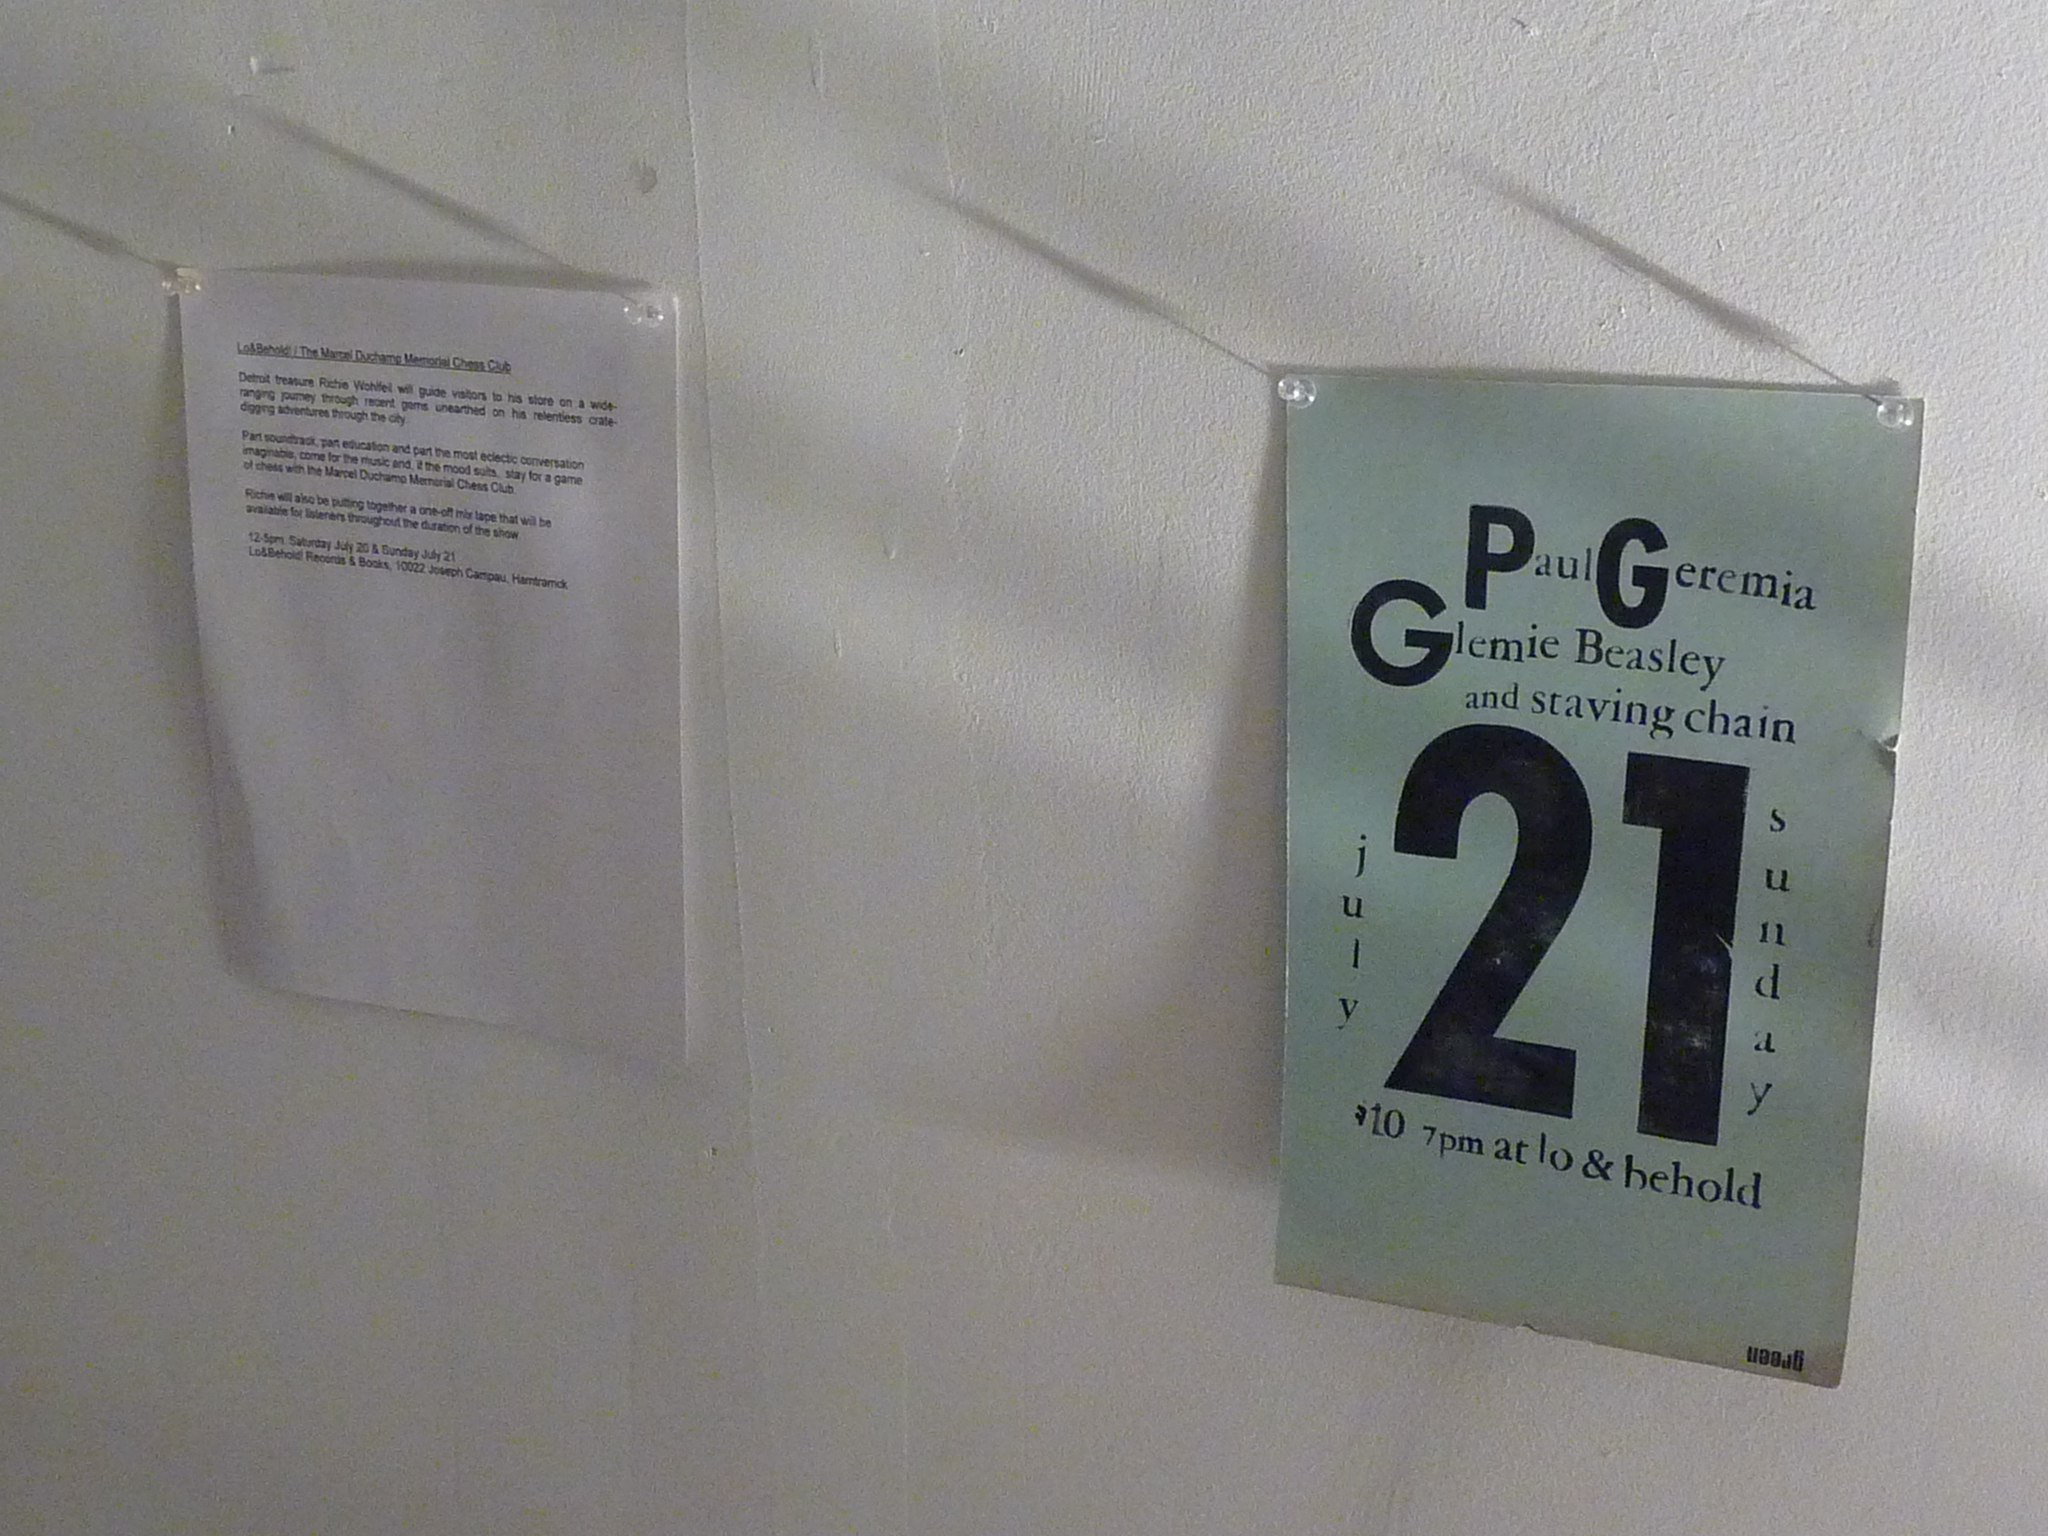 Lo&Behold! / The Marcel Duchamp Memorial Chess Club
Detroit treasure Richie Wohlfeil will guide visitors to his store on a wide-
ranging journey through recent gems unearthed on his relentless crate-
digging adventures through the city.
Part soundtrack, part education and part the most eclectic conversation
imaginable, come for the music and, if the mood suits, stay for a game
of chess with the Marcel Duchamp Memorial Chess Club.
Richie will also be putting together a one-off mix tape that will be
available for listeners throughout the duration of the show
12-5pm, Saturday July 20 & Sunday July 21
Lo&Behold! Records & Books, 10022 Joseph Campau, Hamtramck
Paul Geremia
Glemie Beasley
and staving chain
july
21
sunday
$10 7pm at lo & behold
green